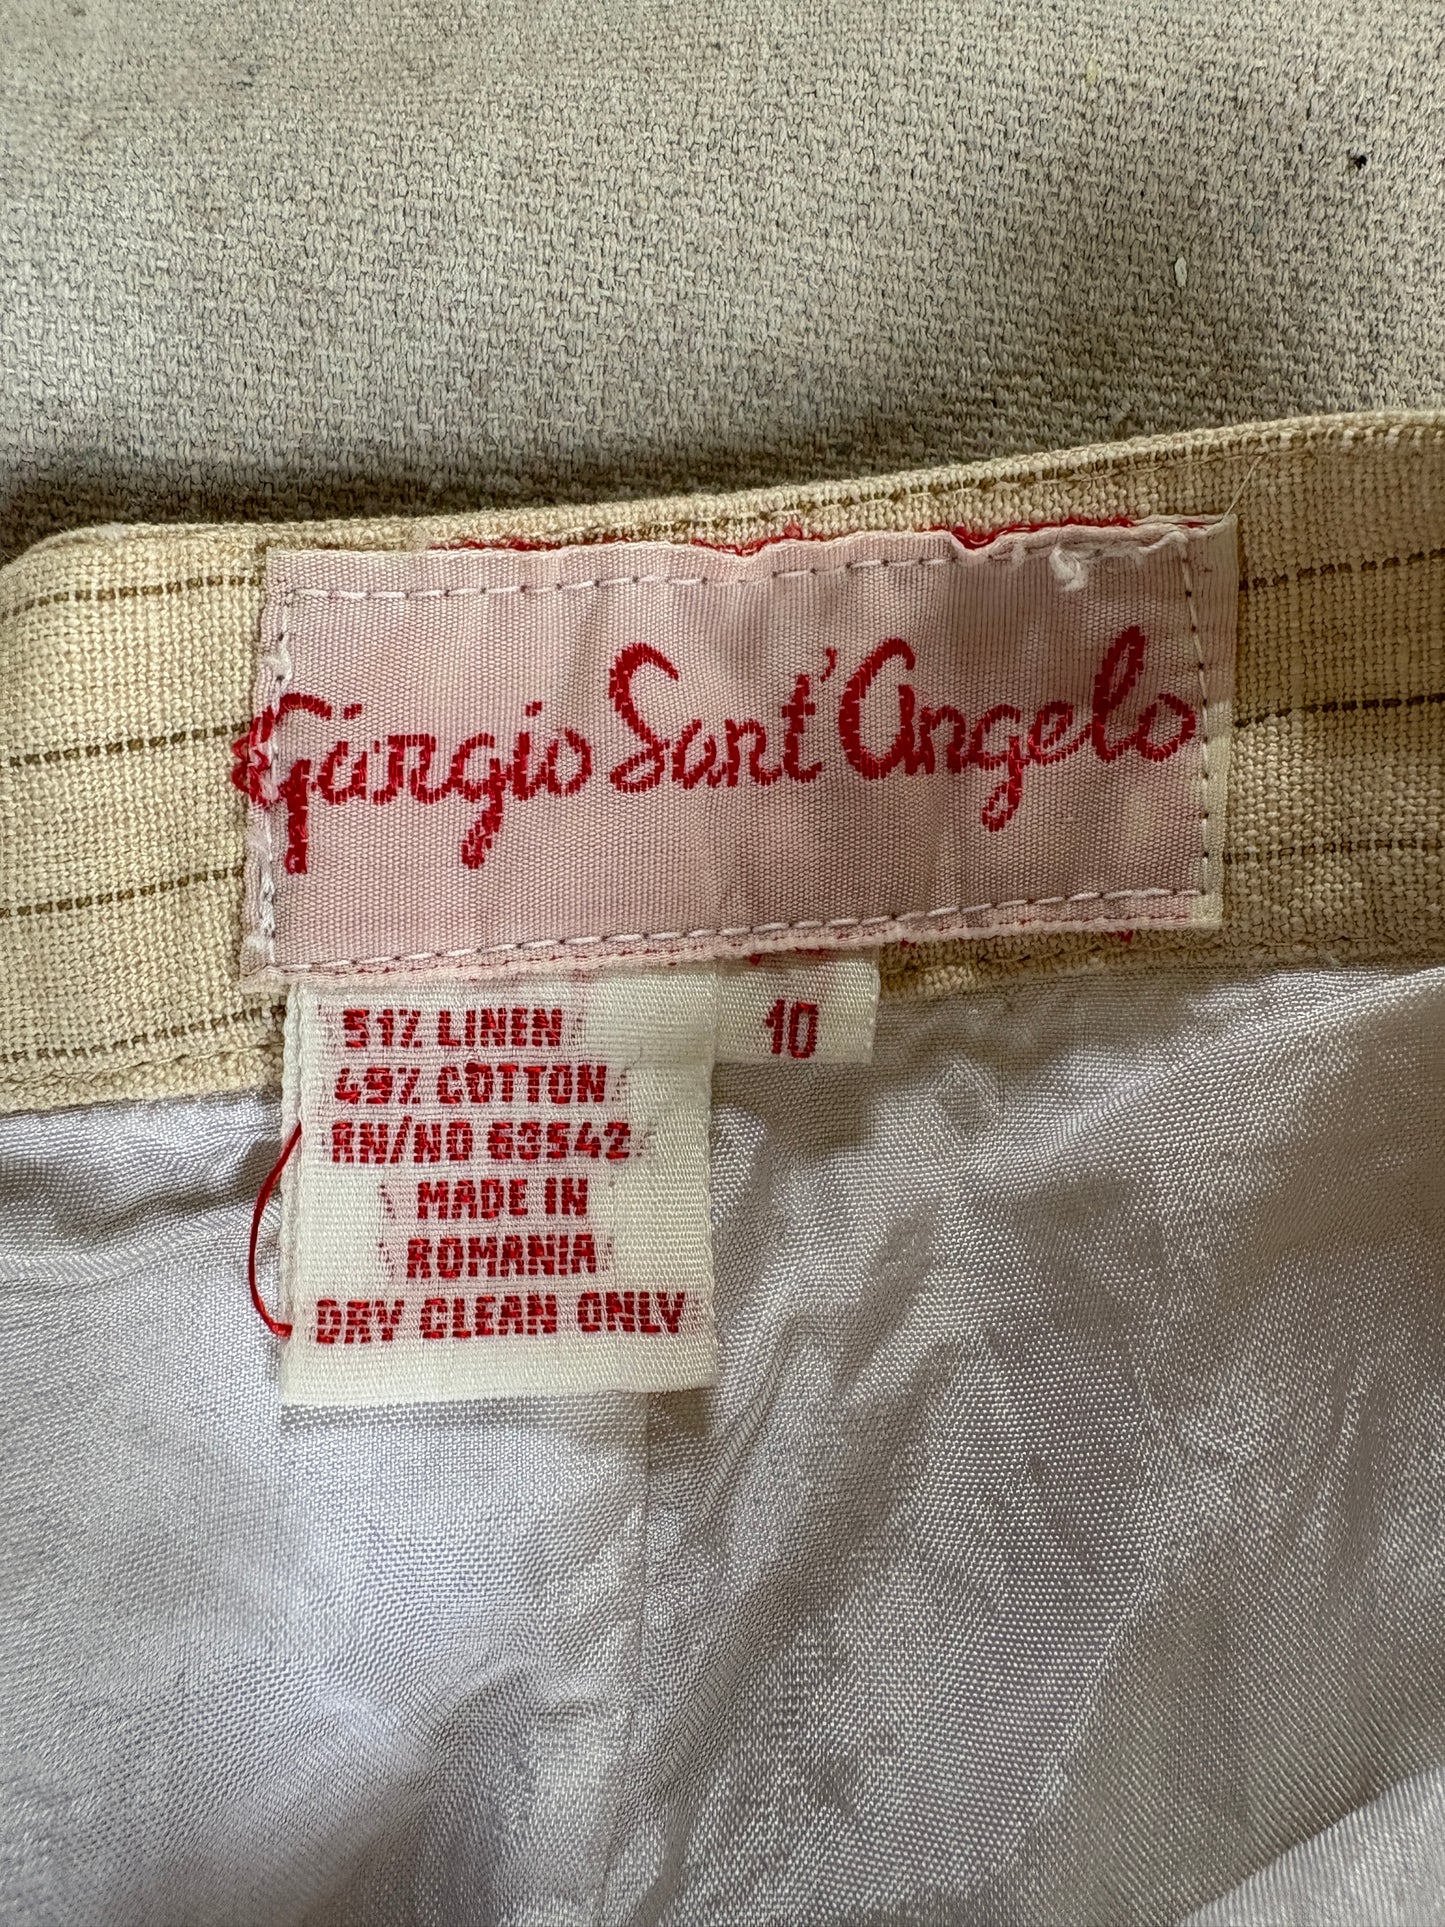 Giorgio Sant'Angelo
10
51% LINEN
49% COTTON
RN/NO 63542
MADE IN
ROMANIA
DRY CLEAN ONLY